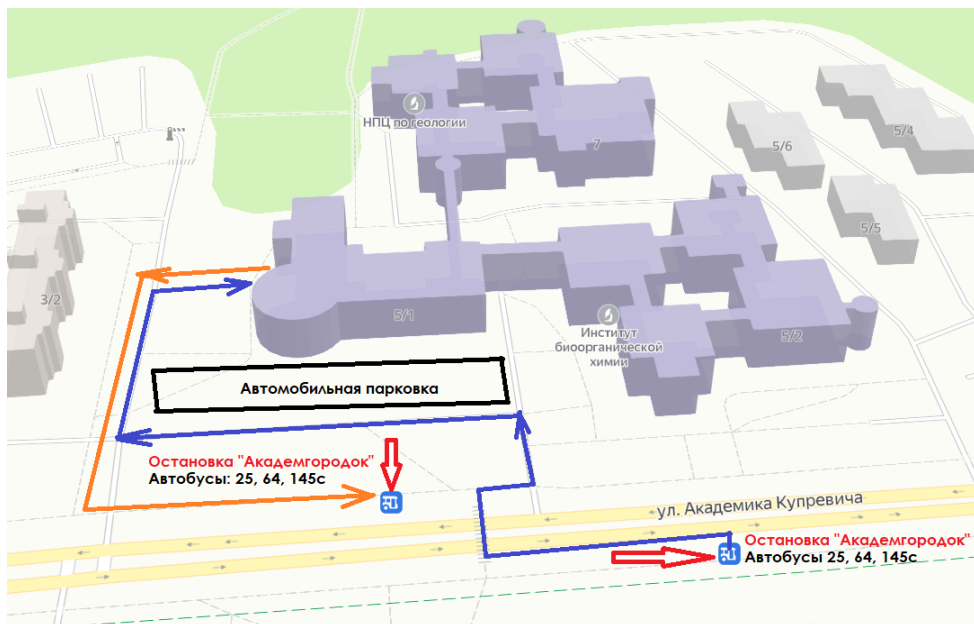 НПЦ по геологии
7
5/6
5/4
5/5
3/2
5/1
Институт
биоорганической
химии
5/2
Автомобильная парковка
Остановка "Академгородок"
Автобусы: 25, 64, 145с
ул. Академика Купревича
Остановка "Академгородок"
Автобусы 25, 64, 145с